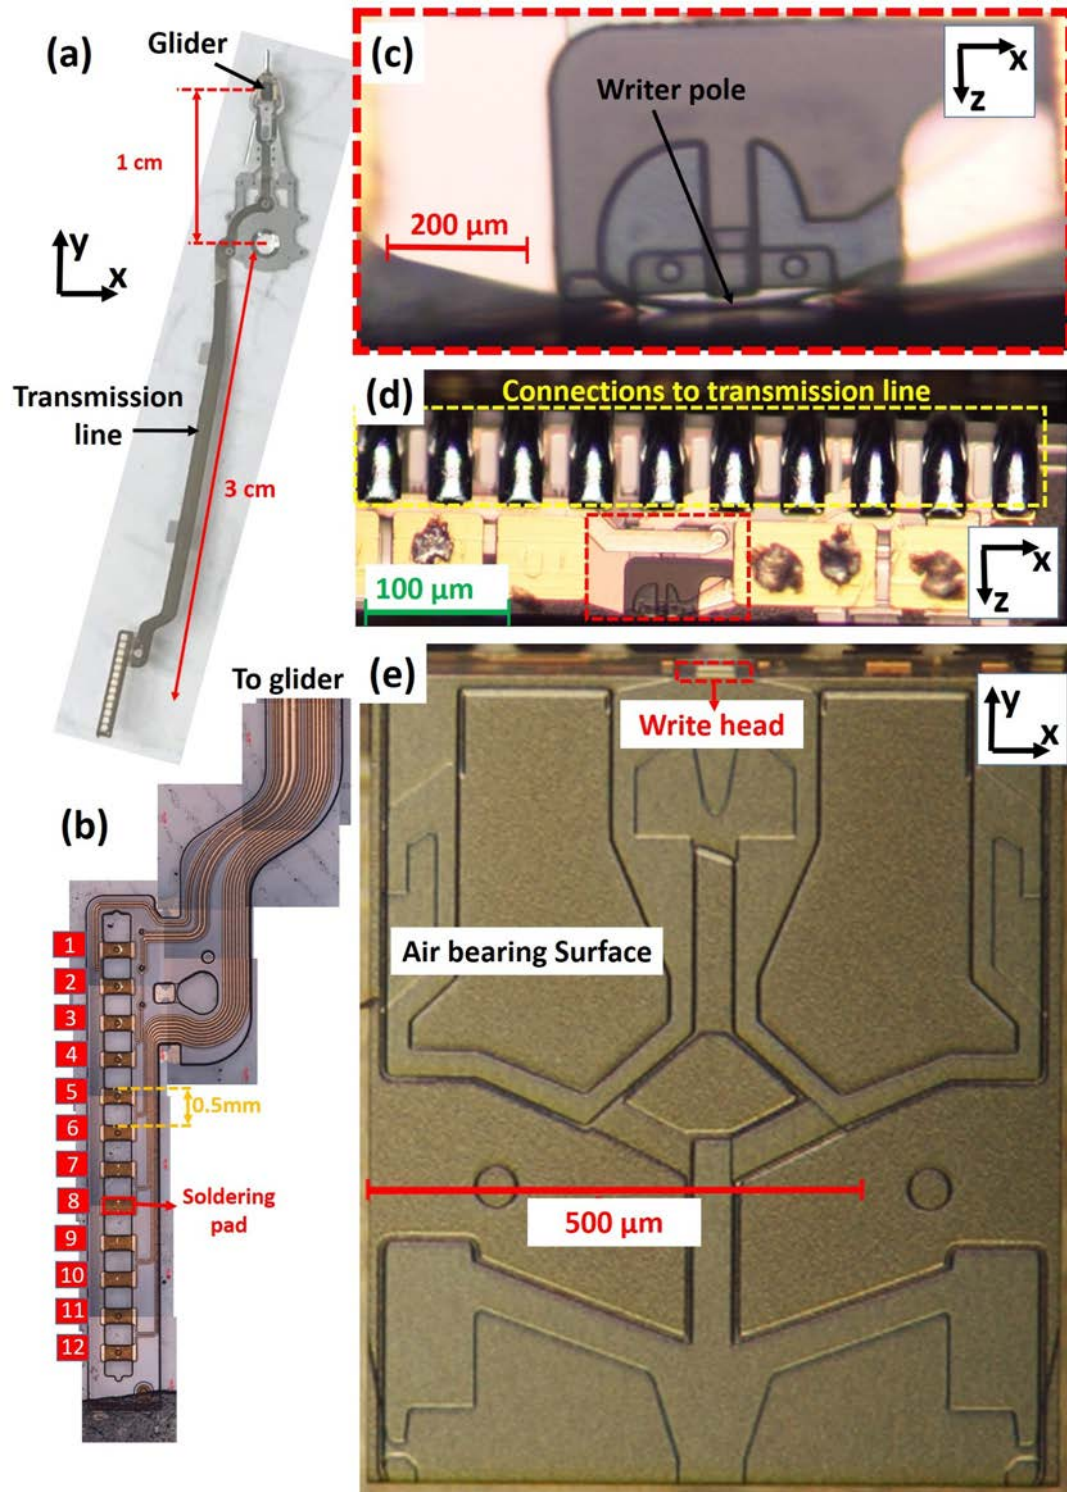 (a)
Glider
1 cm
y
x
Transmission
line
3 cm
To glider
(b)
1
2
3
4
5
6
7
8
9
10
11
12
0.5mm
Soldering
pad
(c)
Writer pole
200 μm
x
z
(d)
Connections to transmission line
100 μm
x
z
(e)
Write head
y
x
Air bearing Surface
500 μm